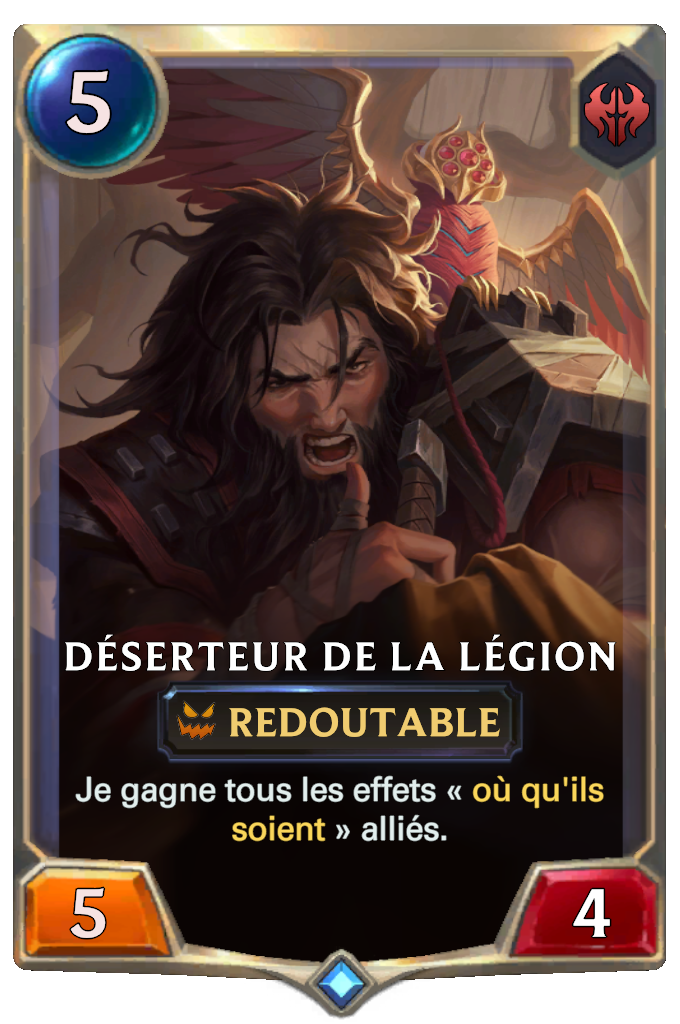 5
DÉSERTEUR DE LA LÉGION
REDOUTABLE
Je gagne tous les effets « où qu'ils
soient » alliés.
5
4